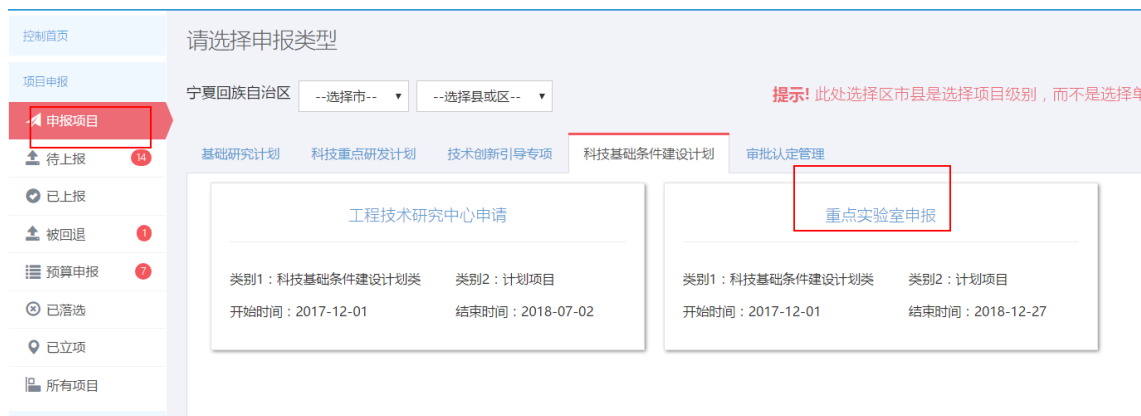 控制首页
项目申报
申报项目
待上报 14
已上报
被回退 1
预算申报 7
已落选
已立项
所有项目
请选择申报类型
宁夏回族自治区 --选择市-- --选择县或区-- 提示! 此处选择区市县是选择项目级别，而不是选择单
基础研究计划 科技重点研发计划 技术创新引导专项 科技基础条件建设计划 审批认定管理
工程技术研究中心申请
类别1：科技基础条件建设计划类 类别2：计划项目
开始时间：2017-12-01 结束时间：2018-07-02
重点实验室申报
类别1：科技基础条件建设计划类 类别2：计划项目
开始时间：2017-12-01 结束时间：2018-12-27